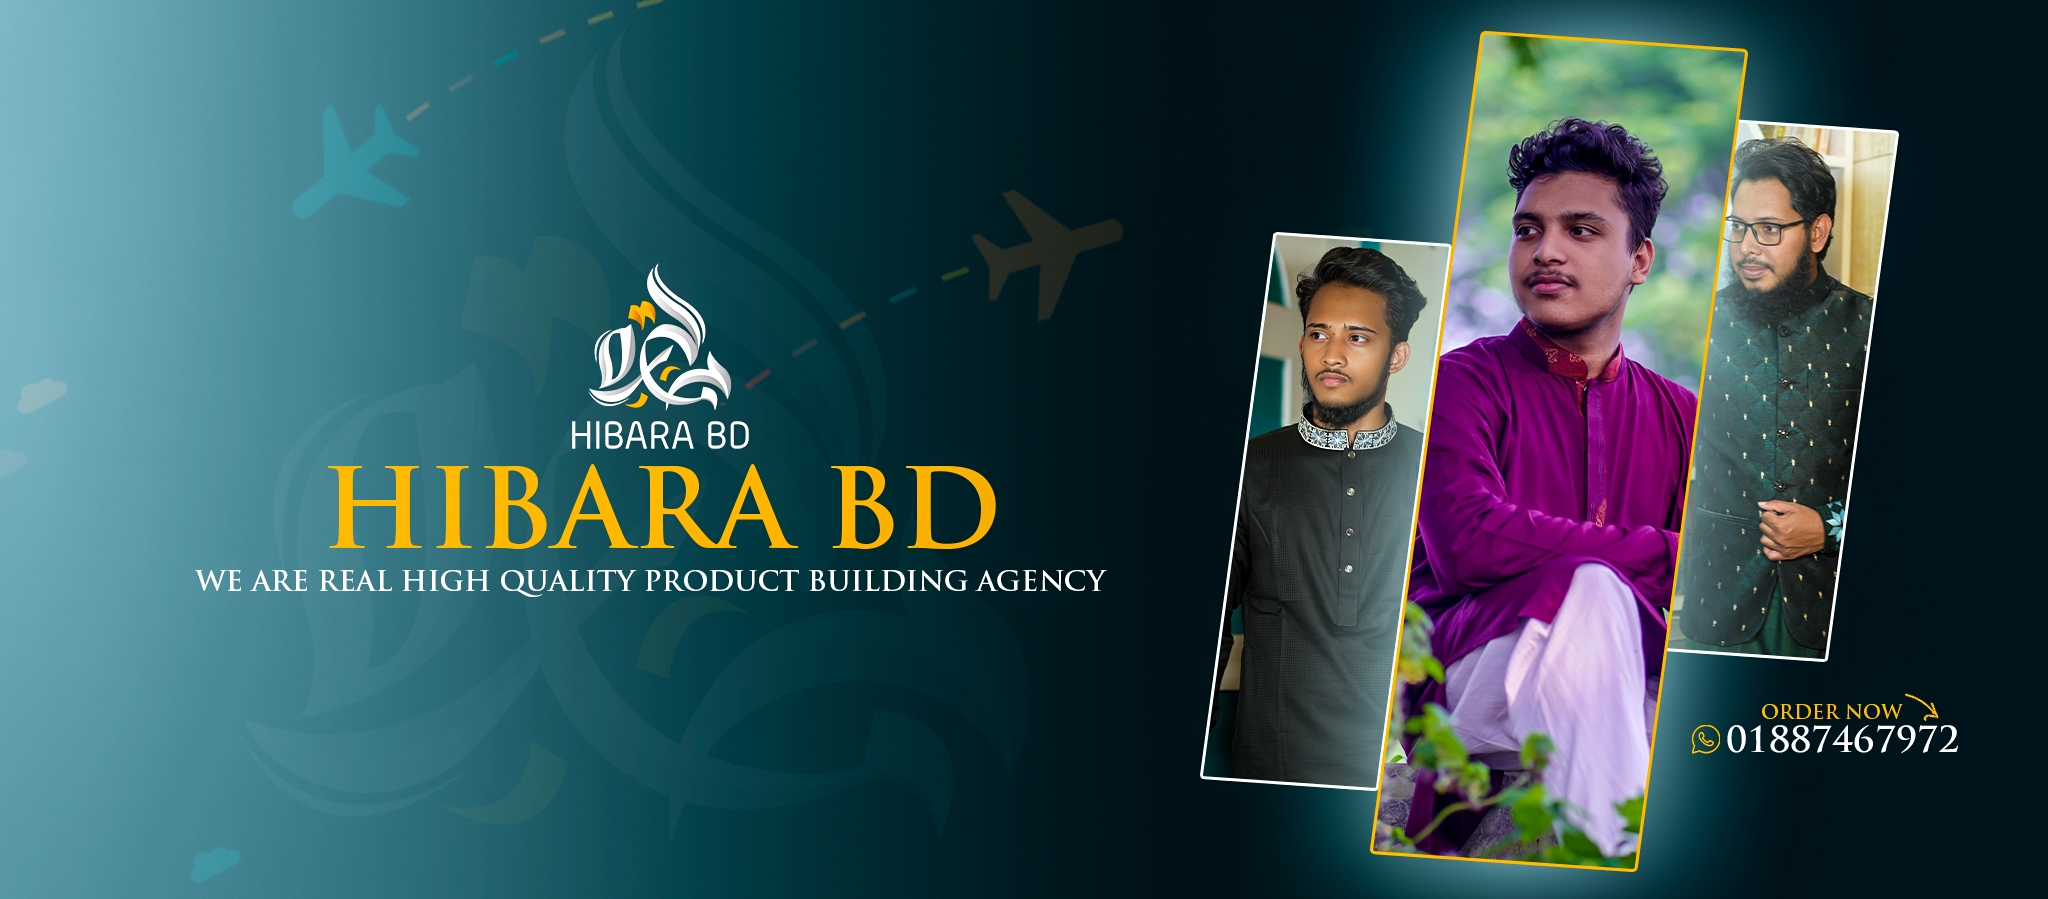 HIBARA BD
HIBARA BD
WE ARE REAL HIGH QUALITY PRODUCT BUILDING AGENCY
ORDER NOW
01887467972